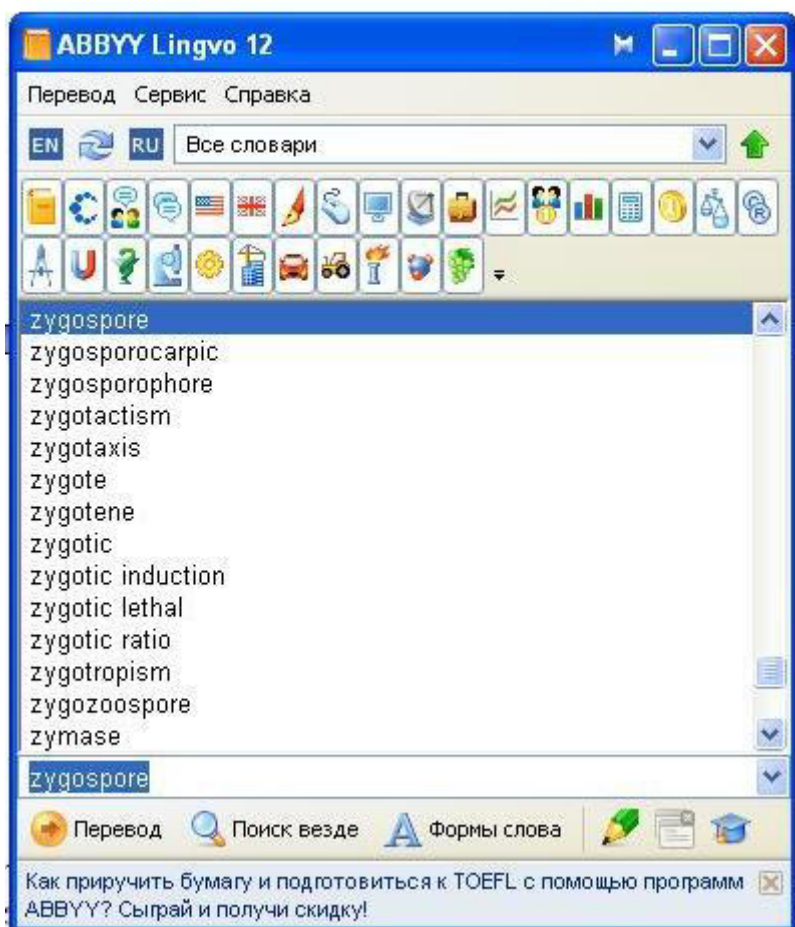 ABBYY Lingvo 12
Перевод Сервис Справка
EN RU Все словари
zygospore
zygosporocarpic
zygosporophore
zygotactism
zygotaxis
zygote
zygotene
zygotic
zygotic induction
zygotic lethal
zygotic ratio
zygotropism
zygozoospore
zymase
zygospore
Перевод Поиск везде Формы слова
Как приручить бумагу и подготовиться к TOEFL с помощью программ
ABBYY? Сыграй и получи скидку!